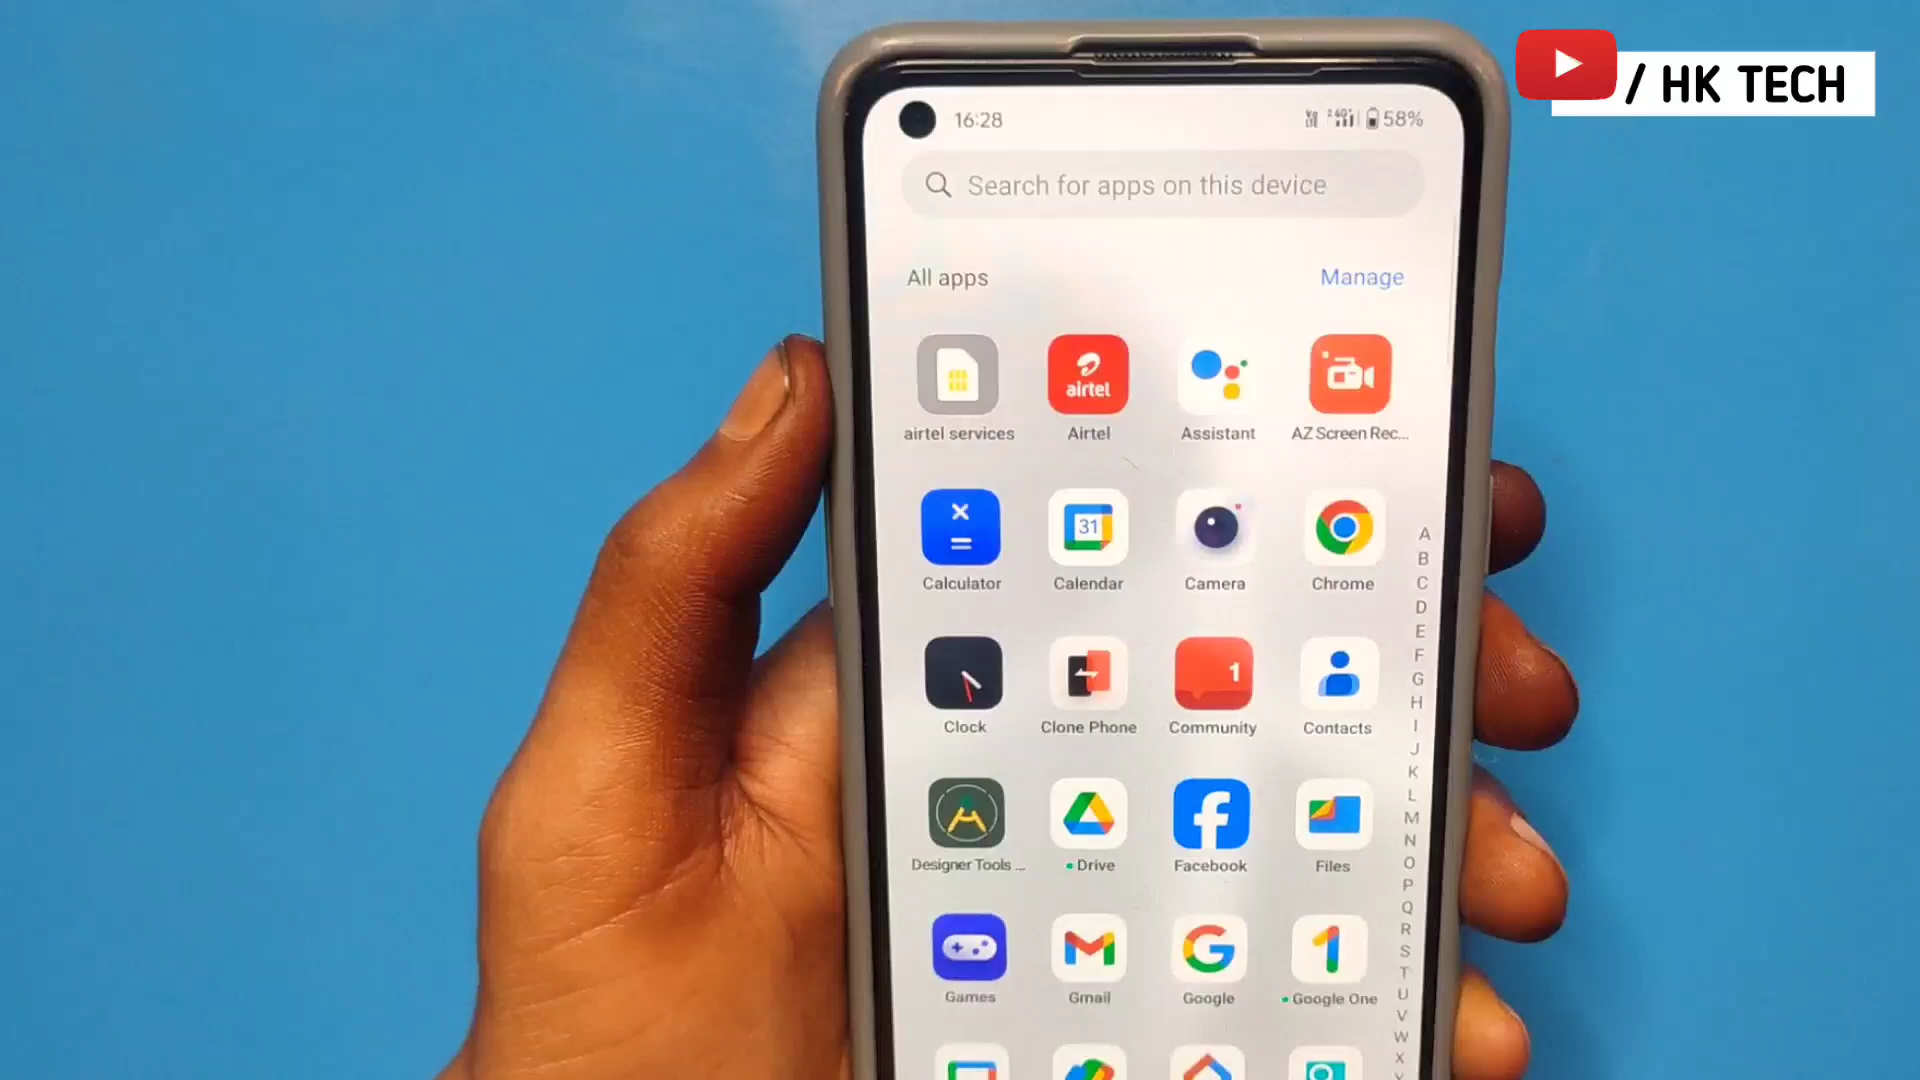 / HK TECH
16:28
58%
Search for apps on this device
All apps
Manage
airtel
airtel services
Airtel
Assistant
AZ Screen Rec...
31
Calculator
Calendar
Camera
Chrome
1
Clock
Clone Phone
Community
Contacts
Designer Tools ...
Drive
Facebook
Files
Games
Gmail
Google
Google One
A
B
C
D
E
F
G
H
I
J
K
L
M
N
O
P
Q
R
S
T
U
V
W
X